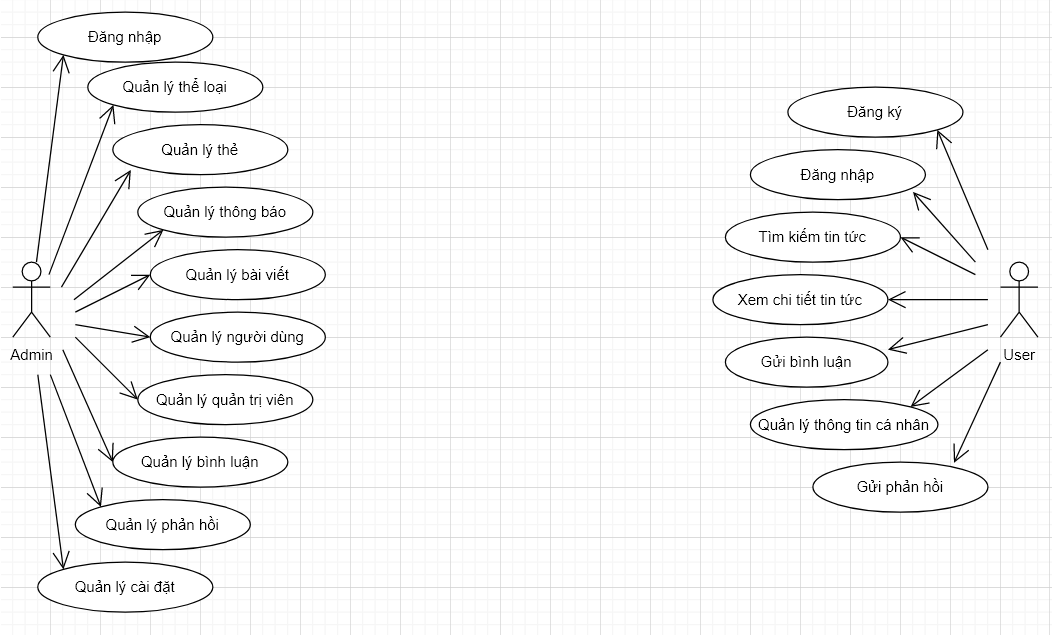 Đăng nhập
Quản lý thể loại
Quản lý thẻ
Quản lý thông báo
Quản lý bài viết
Quản lý người dùng
Admin
Quản lý quản trị viên
Quản lý bình luận
Quản lý phản hồi
Quản lý cài đặt
Đăng ký
Đăng nhập
Tìm kiếm tin tức
Xem chi tiết tin tức
Gửi bình luận
User
Quản lý thông tin cá nhân
Gửi phản hồi